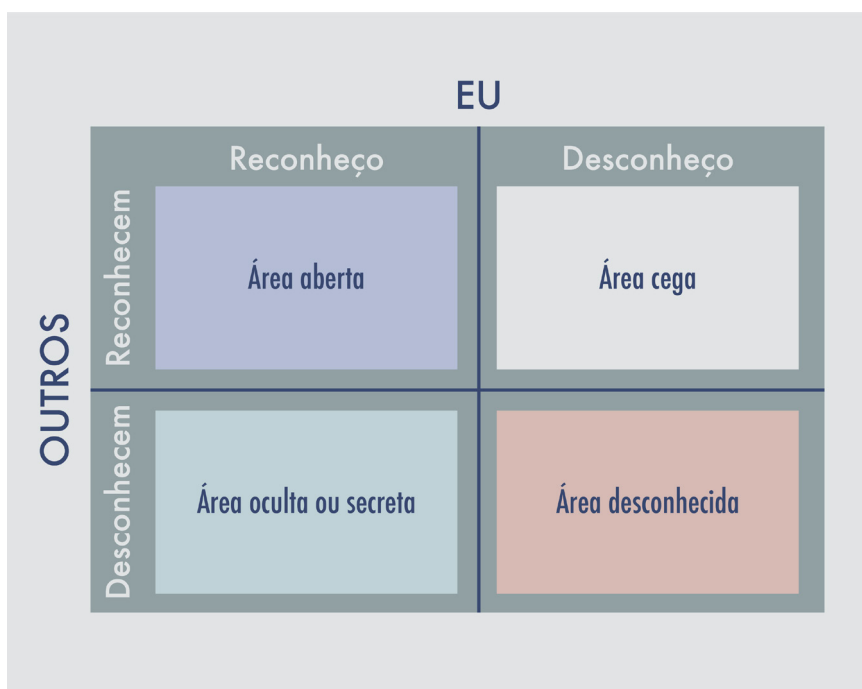 EU
Reconheço
Desconheço
OUTROS
Reconhecem
Área aberta
Área cega
Desconhecem
Área oculta ou secreta
Área desconhecida